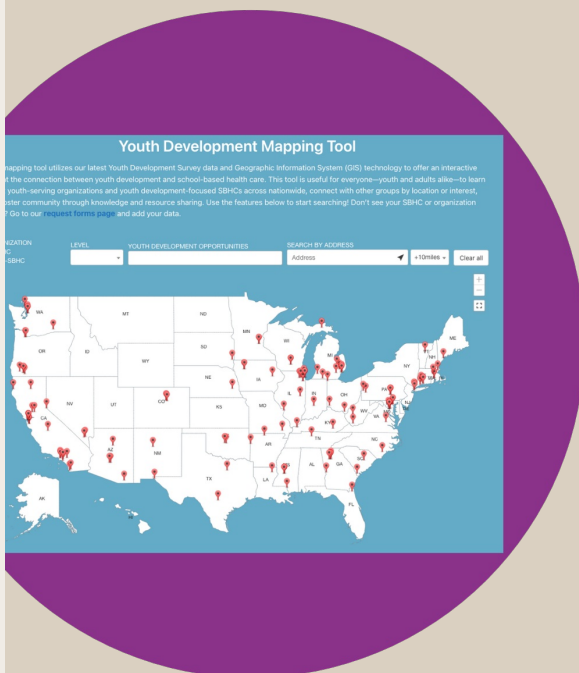 Youth Development Mapping Tool
mapping tool utilizes our latest Youth Development Survey data and Geographic Information System (GIS) technology to offer an interactive
t the connection between youth development and school-based health care. This tool is useful for everyone—youth and adults alike—to learn
youth-serving organizations and youth development-focused SBHCs across nationwide, connect with other groups by location or interest,
ster community through knowledge and resource sharing. Use the features below to start searching! Don't see your SBHC or organization
? Go to our request forms page and add your data.
NIZATION
C
-SBHC
LEVEL
YOUTH DEVELOPMENT OPPORTUNITIES
SEARCH BY ADDRESS
Address
+10miles
Clear all
+
−
WA
MT
ND
MN
WI
MI
ME
NH
NY
OR
ID
SD
WY
NE
IA
IL
IN
OH
PA
NJ
MA
NV
UT
CO
KS
MO
KY
WV
VA
CA
AZ
NM
AR
TN
NC
SC
TX
LA
AL
GA
FL
AK